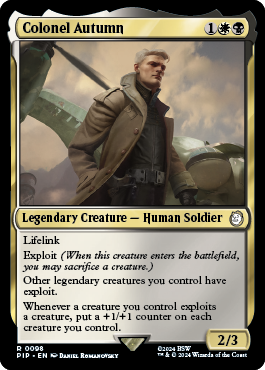 Colonel Autumn 1
Legendary Creature — Human Soldier
Lifelink
Exploit (When this creature enters the battlefield,
you may sacrifice a creature.)
Other legendary creatures you control have
exploit.
Whenever a creature you control exploits
a creature, put a +1/+1 counter on each
creature you control.
2/3
R 0098
PIP • EN Daniel Romanovsky
©2024 BSW
™ & © 2024 Wizards of the Coast